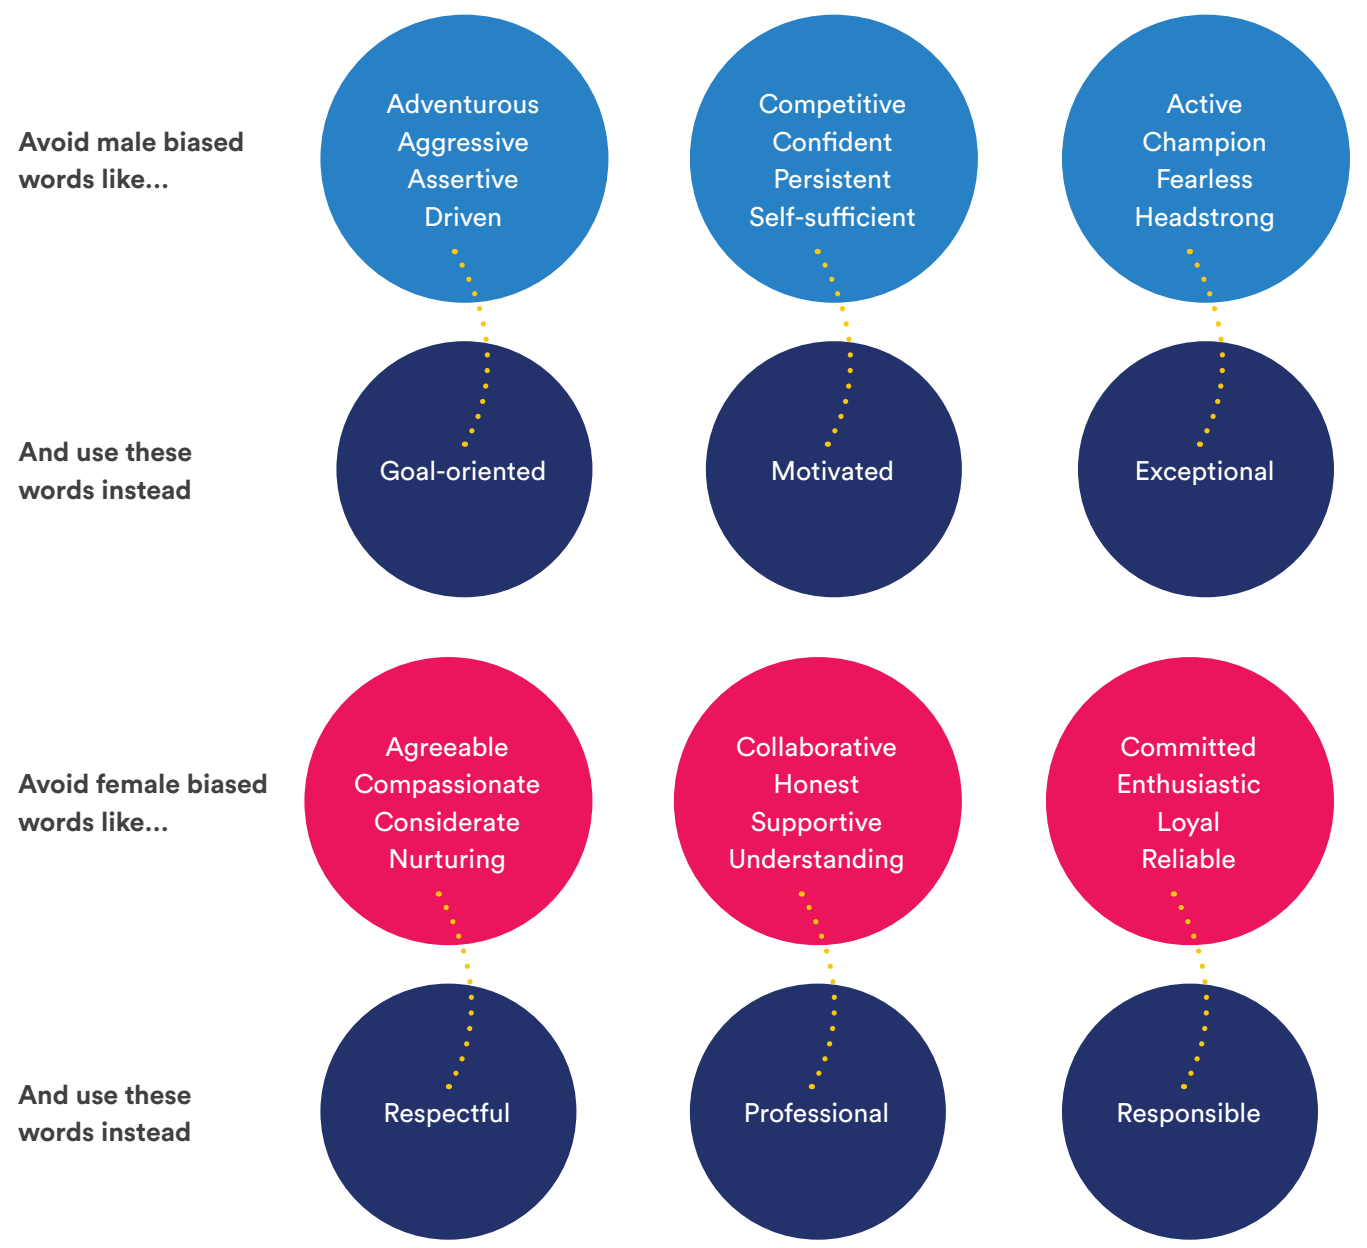 Avoid male biased
words like...
Adventurous
Aggressive
Assertive
Driven
Competitive
Confident
Persistent
Self-sufficient
Active
Champion
Fearless
Headstrong
And use these
words instead
Goal-oriented
Motivated
Exceptional
Avoid female biased
words like...
Agreeable
Compassionate
Considerate
Nurturing
Collaborative
Honest
Supportive
Understanding
Committed
Enthusiastic
Loyal
Reliable
And use these
words instead
Respectful
Professional
Responsible